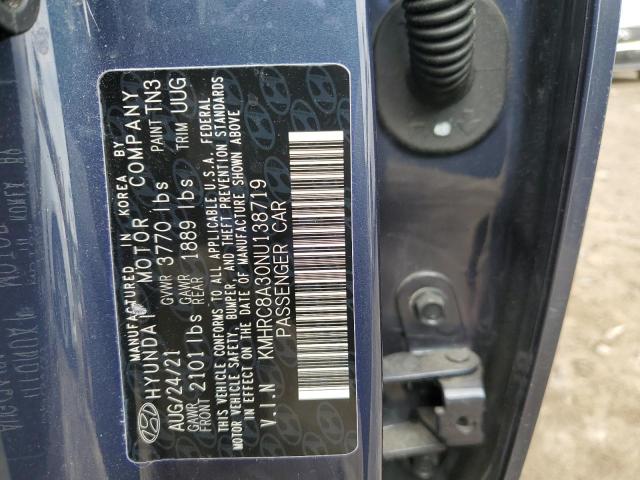 MANUFACTURED IN KOREA BY
HYUNDAI MOTOR COMPANY
AUG/24/21 GVWR 3770 lbs PAINT TN3
GAWR FRONT 2101 lbs GAWR REAR 1889 lbs TRIM UUG
THIS VEHICLE CONFORMS TO ALL APPLICABLE U.S.A. FEDERAL
MOTOR VEHICLE SAFETY, BUMPER, AND THEFT PREVENTION STANDARDS
IN EFFECT ON THE DATE OF MANUFACTURE SHOWN ABOVE
V.I.N KMHRC8A30NU138719
PASSENGER CAR